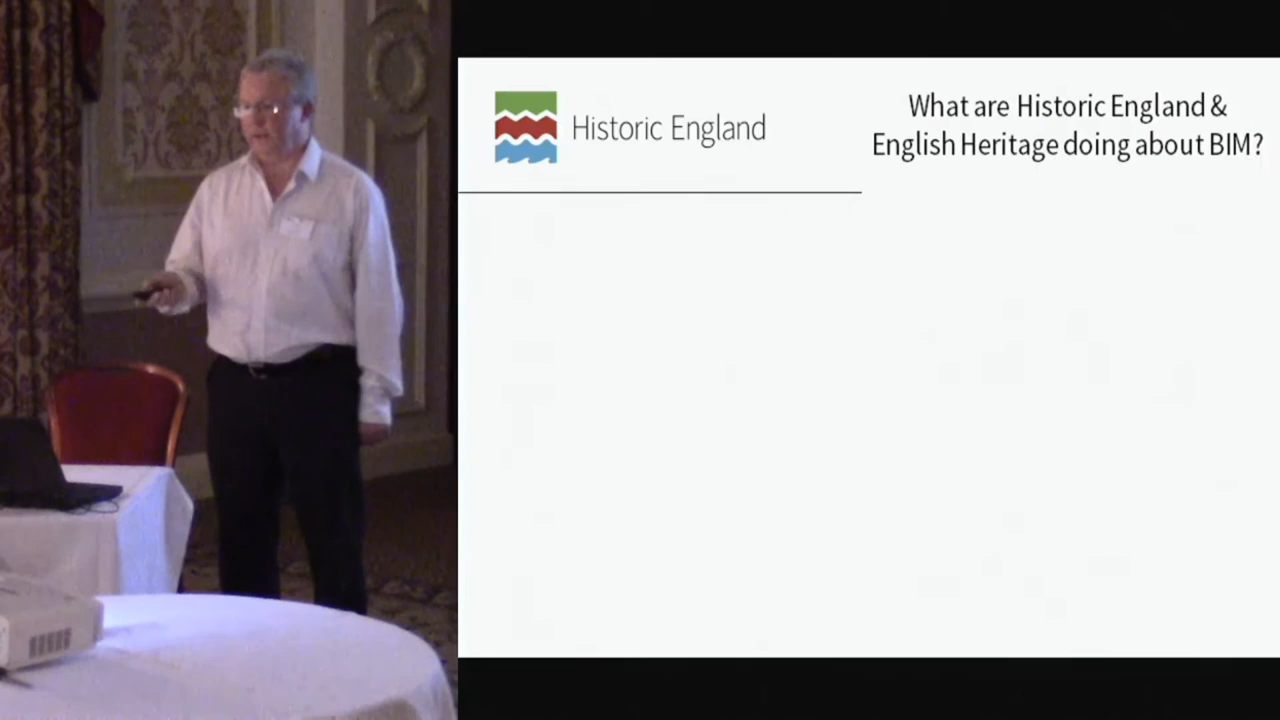 Historic England
What are Historic England &
English Heritage doing about BIM?